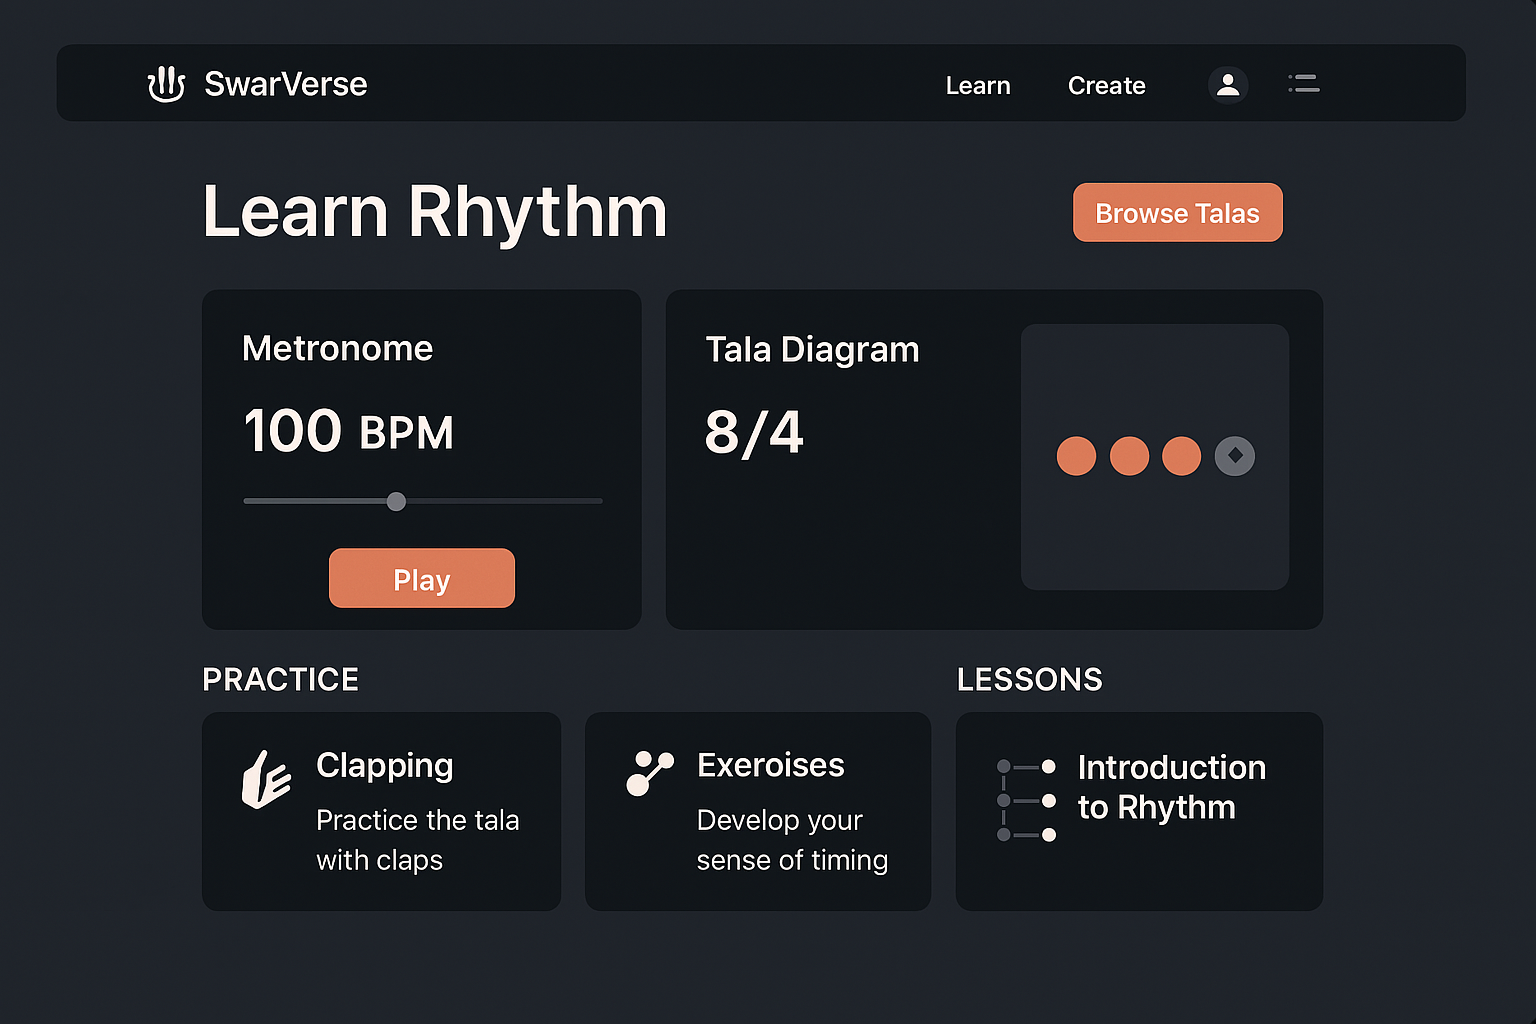 SwarVerse
Learn
Create
Learn Rhythm
Browse Talas
Metronome
100 BPM
Play
Tala Diagram
8/4
PRACTICE
Clapping
Practice the tala
with claps
Exeroises
Develop your
sense of timing
LESSONS
Introduction
to Rhythm